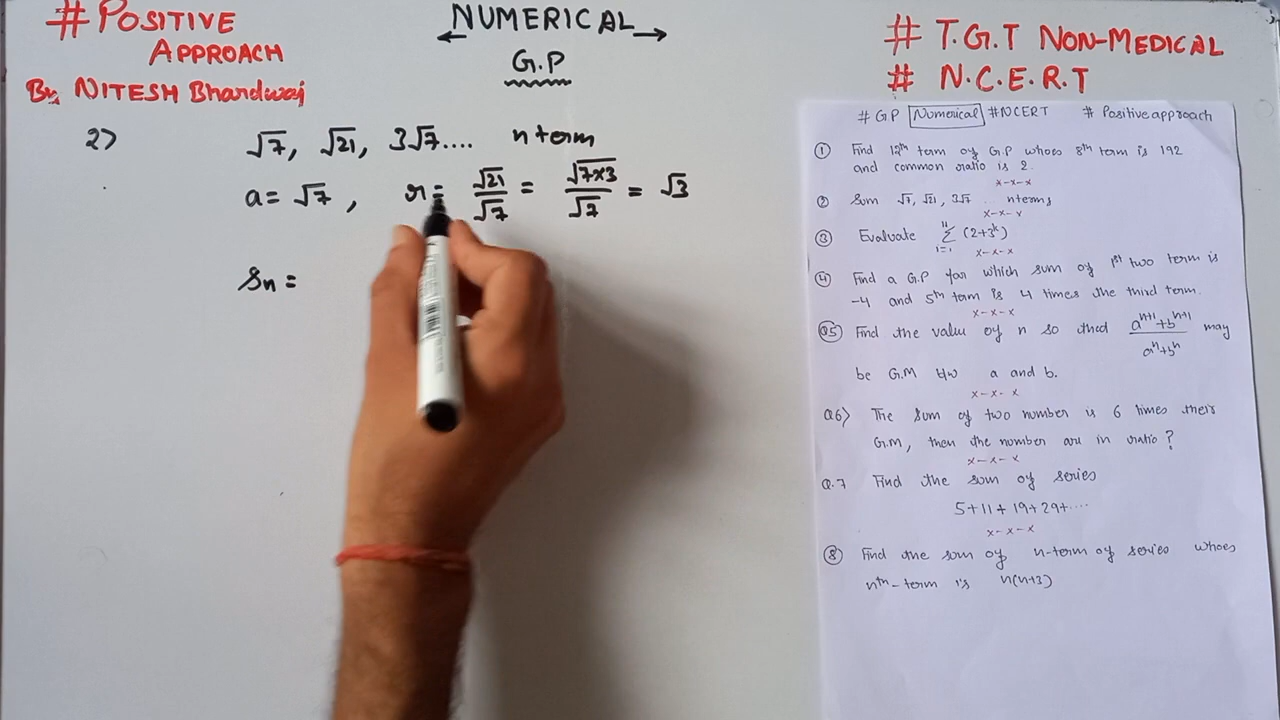 # POSITIVE
APPROACH
By NITESH Bhardwaj
NUMERICAL
G.P
# T.G.T NON-MEDICAL
# N.C.E.R.T
2) √7, √21, 3√7.... n term
a = √7, r = √21/√7 = √7×3/√7 = √3
Sn =
# G.P Numerical #NCERT # Positive approach
① Find 12th term of G.P whoes 8th term is 192
and common ratio is 2.
x-x-x
② Sum √7, √21, 3√7 .. nterms
x-x-x
③ Evaluate 11 Σ i=1 (2+3^k)
x-x-x
④ Find a G.P for which sum of 1st two term is
-4 and 5th term is 4 times the third term.
x-x-x
Q5) Find the value of n so that a^n+1 + b^n+1 / a^n+b^n may
be G.M b/w a and b.
x-x-x
Q.6) The sum of two number is 6 times their
G.M, then the number are in ratio?
x-x-x
Q.7 Find the sum of series
5+11+19+29+....
x-x-x
⑧ Find the sum of n-term of series whoes
nth-term is n(n+3)